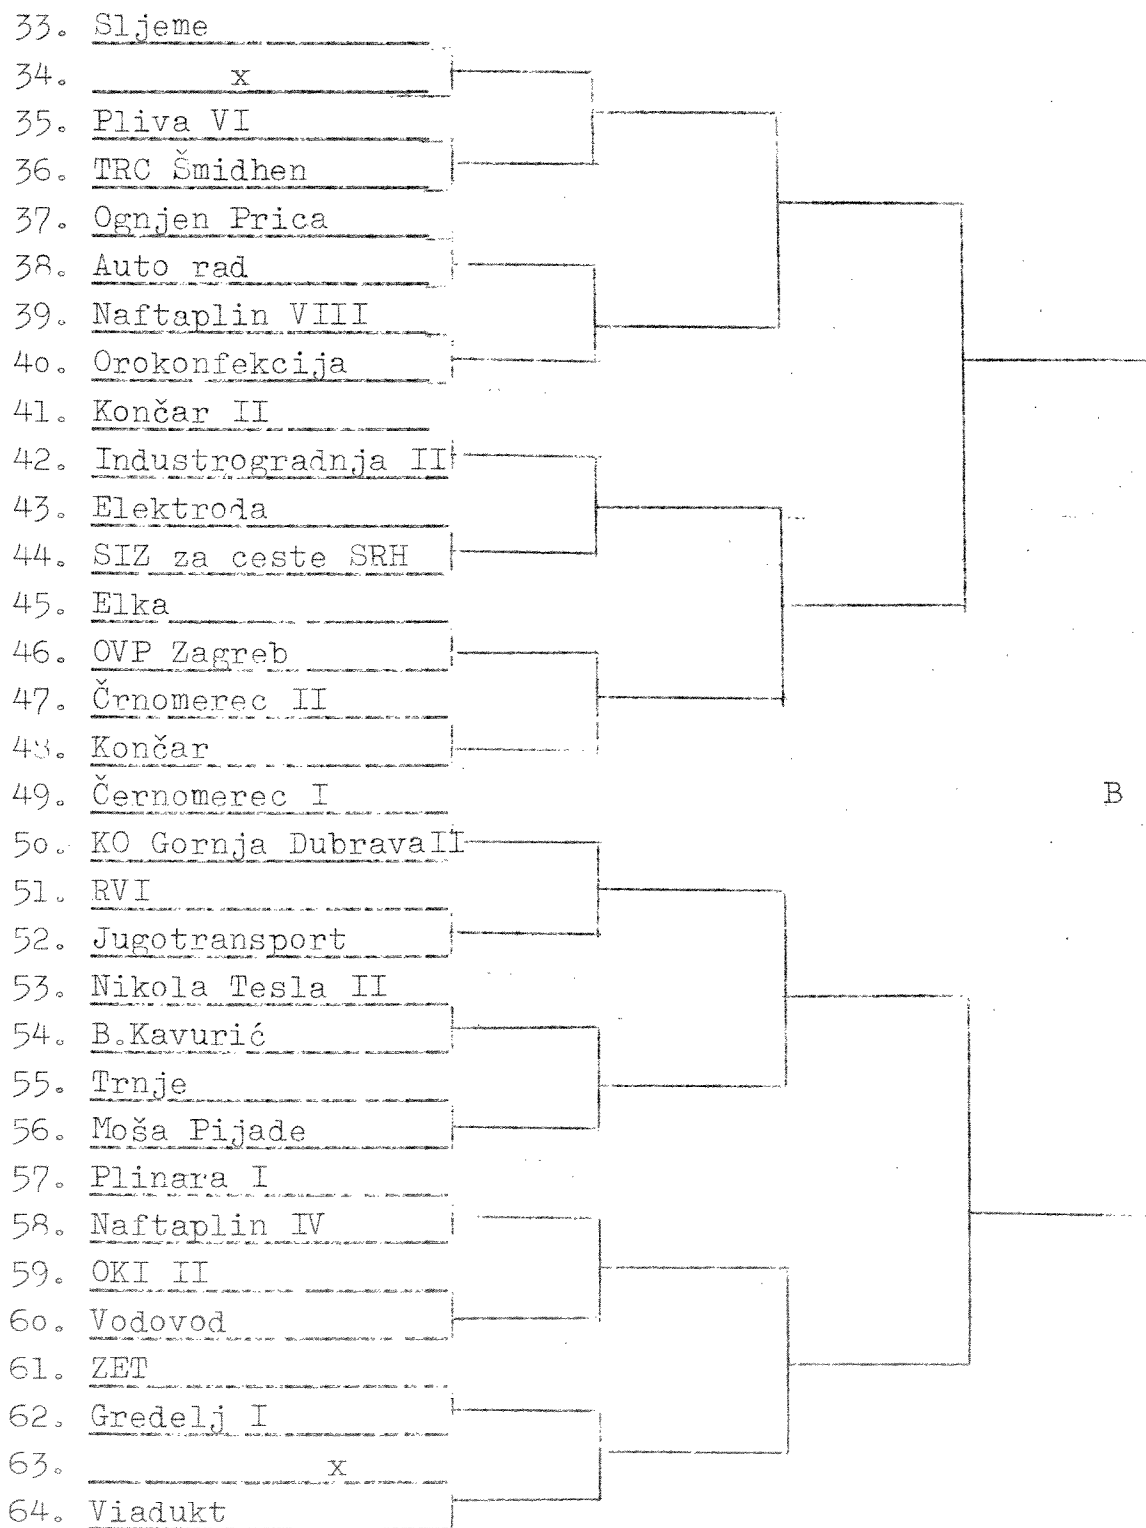 33. Sljeme
34. x
35. Pliva VI
36. TRC Šmidhen
37. Ognjen Prica
38. Auto rad
39. Naftaplin VIII
4o. Orokonfekcija
41. Končar II
42. Industrogradnja II
43. Elektroda
44. SIZ za ceste SRH
45. Elka
46. OVP Zagreb
47. Črnomerec II
48. Končar
49. Černomerec I
B
5o. KO Gornja DubravaII
51. RVI
52. Jugotransport
53. Nikola Tesla II
54. B.Kavurić
55. Trnje
56. Moša Pijade
57. Plinara I
58. Naftaplin IV
59. OKI II
6o. Vodovod
61. ZET
62. Gredelj I
63. x
64. Viadukt